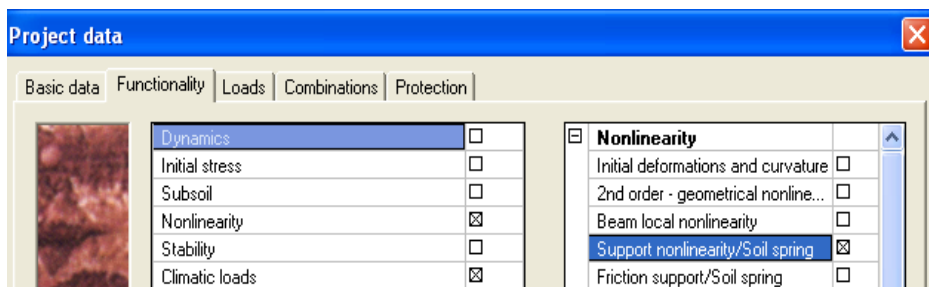 Project data
Basic data Functionality Loads Combinations Protection
Dynamics
Initial stress
Subsoil
Nonlinearity
Stability
Climatic loads
Nonlinearity
Initial deformations and curvature
2nd order - geometrical nonline...
Beam local nonlinearity
Support nonlinearity/Soil spring
Friction support/Soil spring